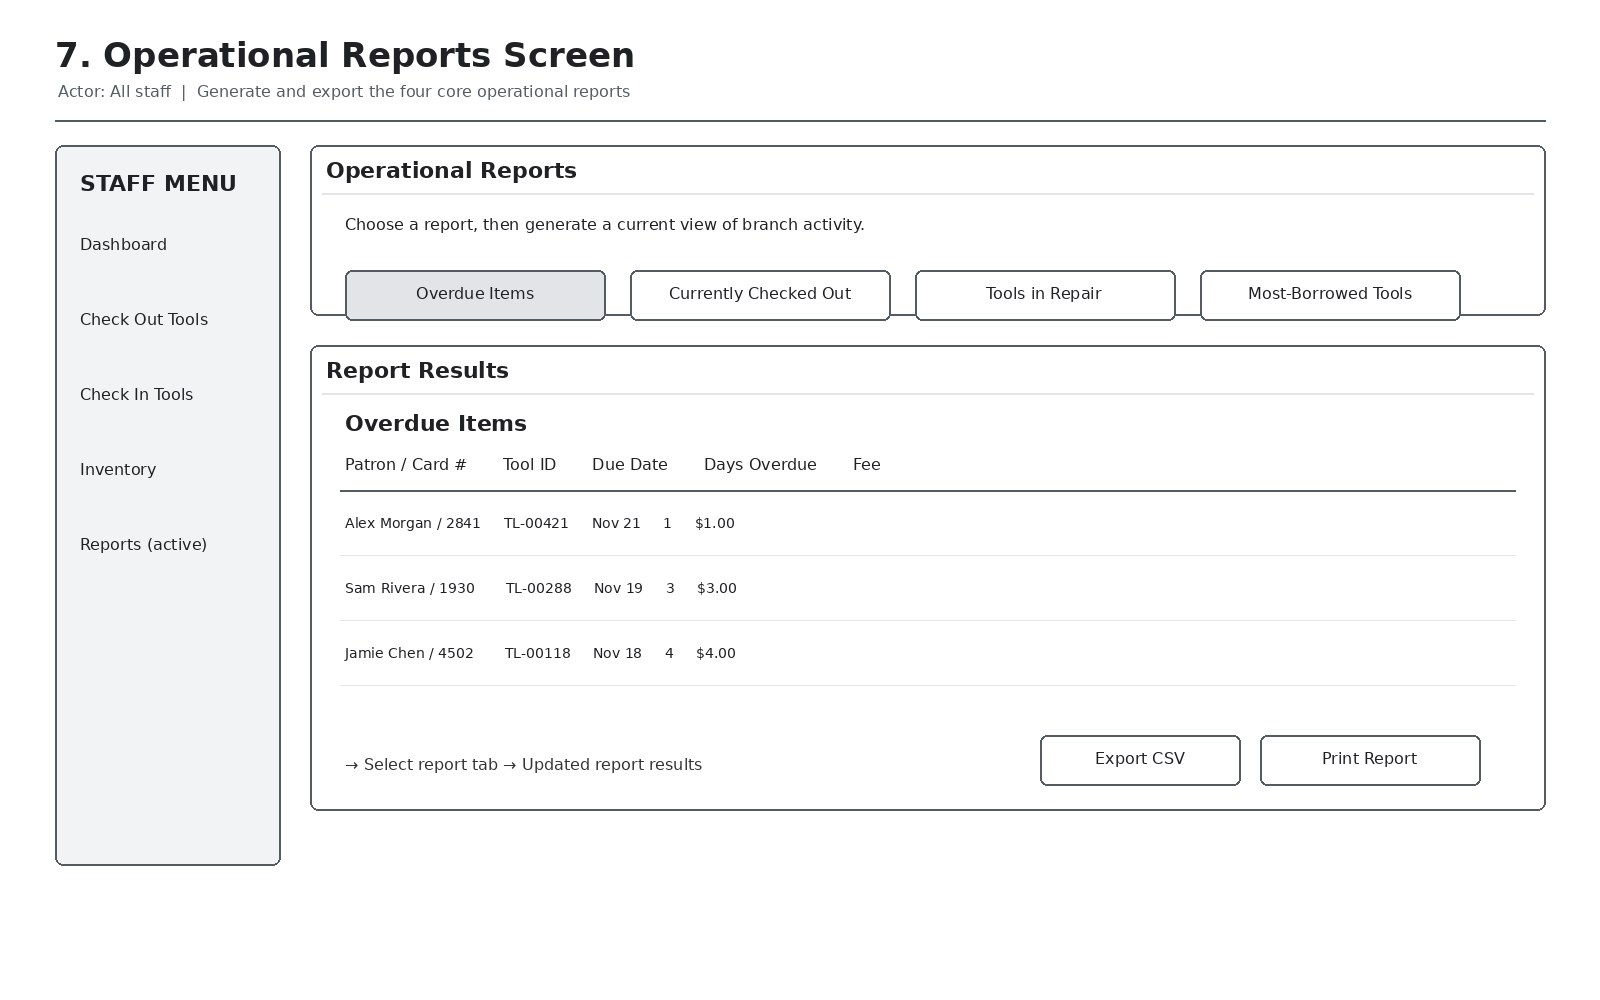 7. Operational Reports Screen
Actor: All staff | Generate and export the four core operational reports
STAFF MENU
Dashboard
Check Out Tools
Check In Tools
Inventory
Reports (active)
Operational Reports
Choose a report, then generate a current view of branch activity.
Overdue Items
Currently Checked Out
Tools in Repair
Most-Borrowed Tools
Report Results
Overdue Items
Patron / Card # Tool ID Due Date Days Overdue Fee
Alex Morgan / 2841 TL-00421 Nov 21 1 $1.00
Sam Rivera / 1930 TL-00288 Nov 19 3 $3.00
Jamie Chen / 4502 TL-00118 Nov 18 4 $4.00
→ Select report tab → Updated report results
Export CSV
Print Report